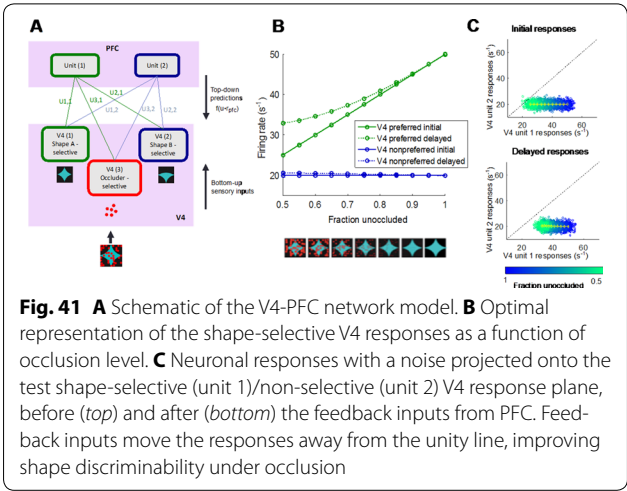 A
PFC
Unit (1)
Unit (2)
U1,1
U3,1
U2,1
U1,2
U3,2
U2,2
Top-down
predictions
V4 (1)
Shape A -
selective
V4 (2)
Shape B -
selective
V4 (3)
Occluder -
selective
V4
Bottom-up
sensory inputs
B
Firing rate (s⁻¹)
50
40
30
20
10
V4 preferred initial
V4 preferred delayed
V4 nonpreferred initial
V4 nonpreferred delayed
0.5
0.6
0.7
0.8
0.9
1
Fraction unoccluded
C
Initial responses
V4 unit 2 responses (s⁻¹)
70
60
50
40
30
20
10
0
0 20 40 60
V4 unit 1 responses (s⁻¹)
Delayed responses
V4 unit 2 responses (s⁻¹)
60
40
20
0
0 20 40 60
V4 unit 1 responses (s⁻¹)
1
Fraction unoccluded
0.5
Fig. 41 A Schematic of the V4-PFC network model. B Optimal
representation of the shape-selective V4 responses as a function of
occlusion level. C Neuronal responses with a noise projected onto the
test shape-selective (unit 1)/non-selective (unit 2) V4 response plane,
before (top) and after (bottom) the feedback inputs from PFC. Feed-
back inputs move the responses away from the unity line, improving
shape discriminability under occlusion